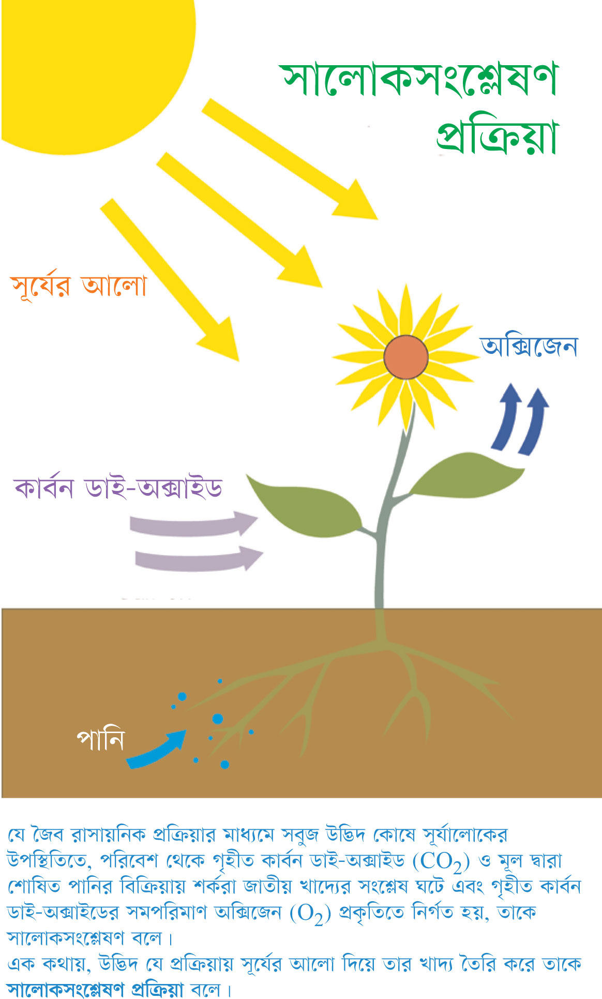 সালোকসংশ্লেষণ
প্রক্রিয়া
সূর্যের আলো
অক্সিজেন
কার্বন ডাই-অক্সাইড
পানি
যে জৈব রাসায়নিক প্রক্রিয়ার মাধ্যমে সবুজ উদ্ভিদ কোষে সূর্যালোকের
উপস্থিতিতে, পরিবেশ থেকে গৃহীত কার্বন ডাই-অক্সাইড (CO₂) ও মূল দ্বারা
শোষিত পানির বিক্রিয়ায় শর্করা জাতীয় খাদ্যের সংশ্লেষ ঘটে এবং গৃহীত কার্বন
ডাই-অক্সাইডের সমপরিমাণ অক্সিজেন (O₂) প্রকৃতিতে নির্গত হয়, তাকে
সালোকসংশ্লেষণ বলে।
এক কথায়, উদ্ভিদ যে প্রক্রিয়ায় সূর্যের আলো দিয়ে তার খাদ্য তৈরি করে তাকে
সালোকসংশ্লেষণ প্রক্রিয়া বলে।